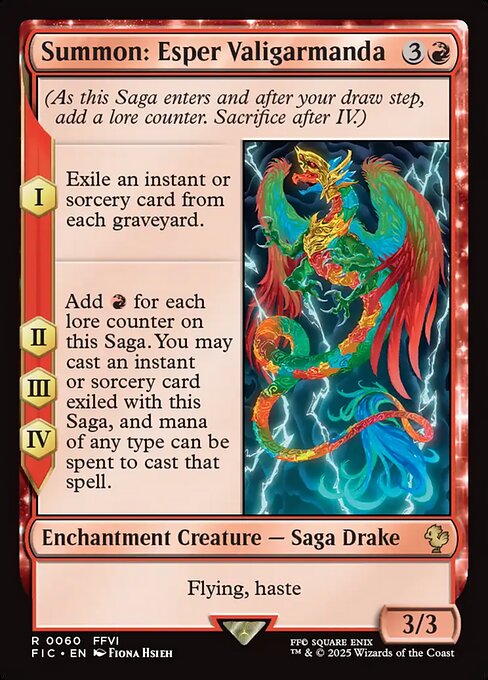 Summon: Esper Valigarmanda 3
(As this Saga enters and after your draw step,
add a lore counter. Sacrifice after IV.)
I
Exile an instant or
sorcery card from
each graveyard.
II
III
IV
Add for each
lore counter on
this Saga. You may
cast an instant
or sorcery card
exiled with this
Saga, and mana
of any type can be
spent to cast that
spell.
Enchantment Creature — Saga Drake
Flying, haste
3/3
R 0060 FFVI
FIC • EN Fiona Hsieh
FF© SQUARE ENIX
™ & © 2025 Wizards of the Coast